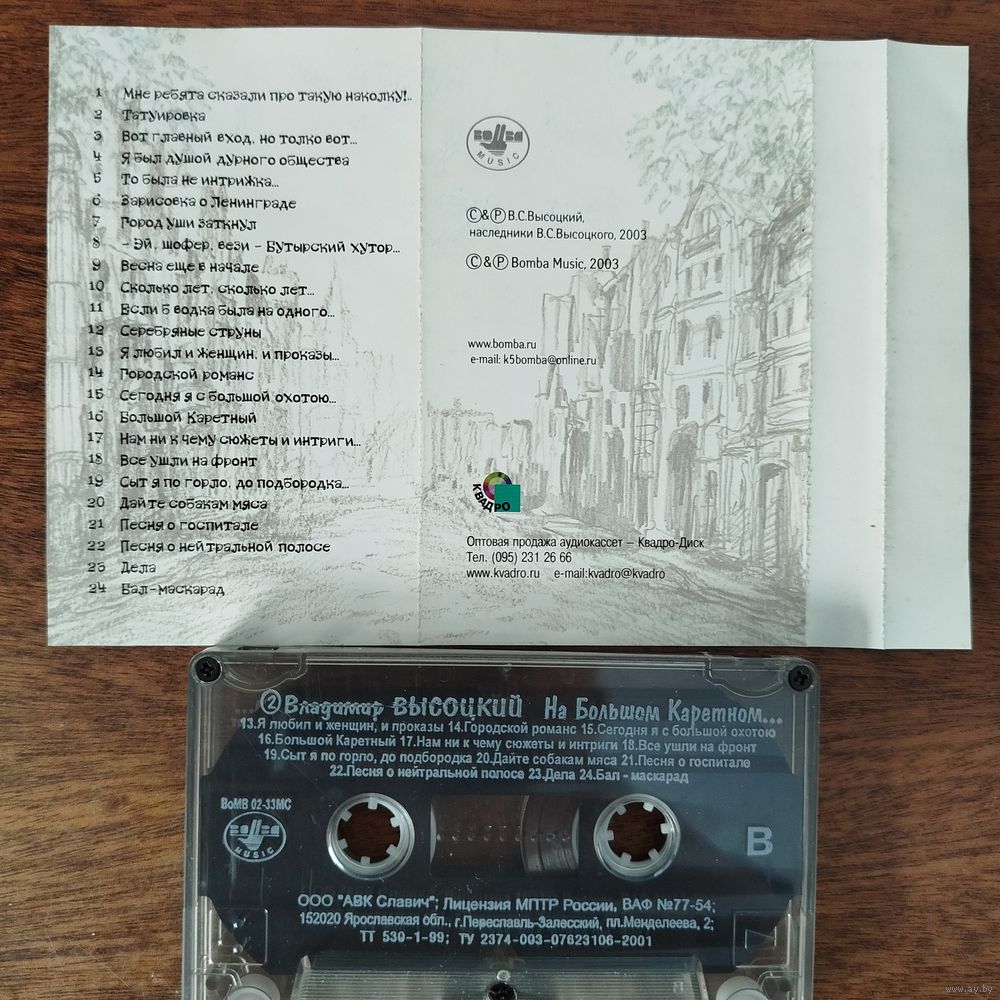 1 Мне ребята сказали про такую наколку!..
2 Татуировка
3 Вот главный вход, но только вот...
4 Я был душой дурного общества
5 То была не интрижка...
6 Зарисовка о Ленинграде
7 Город уши заткнул
8 - Эй, шофер, вези - Бутырский хутор...
9 Весна еще в начале
10 Сколько лет, сколько лет...
11 Если б водка была на одного...
12 Серебряные струны
13 Я любил и женщин, и проказы...
14 Городской романс
15 Сегодня я с большой охотою...
16 Большой Каретный
17 Нам ни к чему сюжеты и интриги...
18 Все ушли на фронт
19 Сыт я по горло, до подбородка...
20 Дайте собакам мяса
21 Песня о госпитале
22 Песня о нейтральной полосе
23 Дела
24 Бал-маскарад
BOMBA
MUSIC
Ⓒ&Ⓟ В.С.Высоцкий,
наследники В.С.Высоцкого, 2003
Ⓒ&Ⓟ Bomba Music, 2003
www.bomba.ru
e-mail: k5bomba@online.ru
КВАДРО
Оптовая продажа аудиокассет – Квадро-Диск
Тел. (095) 231 26 66
www.kvadro.ru e-mail:kvadro@kvadro
② Владимир ВЫСОЦКИЙ На Большом Каретном...
13.Я любил и женщин, и проказы 14.Городской романс 15.Сегодня я с большой охотою
16.Большой Каретный 17.Нам ни к чему сюжеты и интриги 18.Все ушли на фронт
19.Сыт я по горло, до подбородка 20.Дайте собакам мяса 21.Песня о госпитале
22.Песня о нейтральной полосе 23.Дела 24.Бал - маскарад
BoMB 02-33MC
BOMBA
MUSIC
B
ООО "АВК Славич"; Лицензия МПТР России, ВАФ №77-54;
152020 Ярославская обл., г.Переславль-Залесский, пл.Менделеева, 2;
ТТ 530-1-99; ТУ 2374-003-07623106-2001
www.ay.by